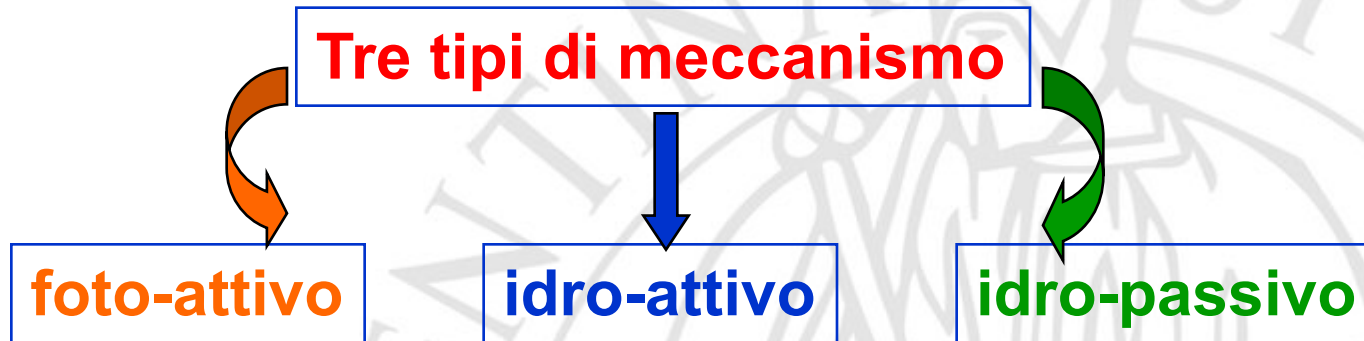 Tre tipi di meccanismo
foto-attivo
idro-attivo
idro-passivo